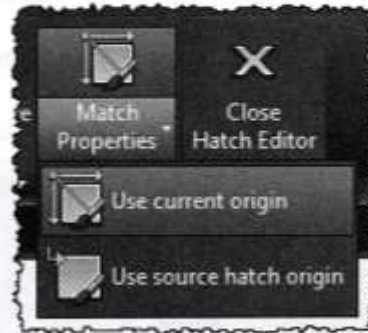 Match
Properties
Close
Hatch Editor
Use current origin
Use source hatch origin